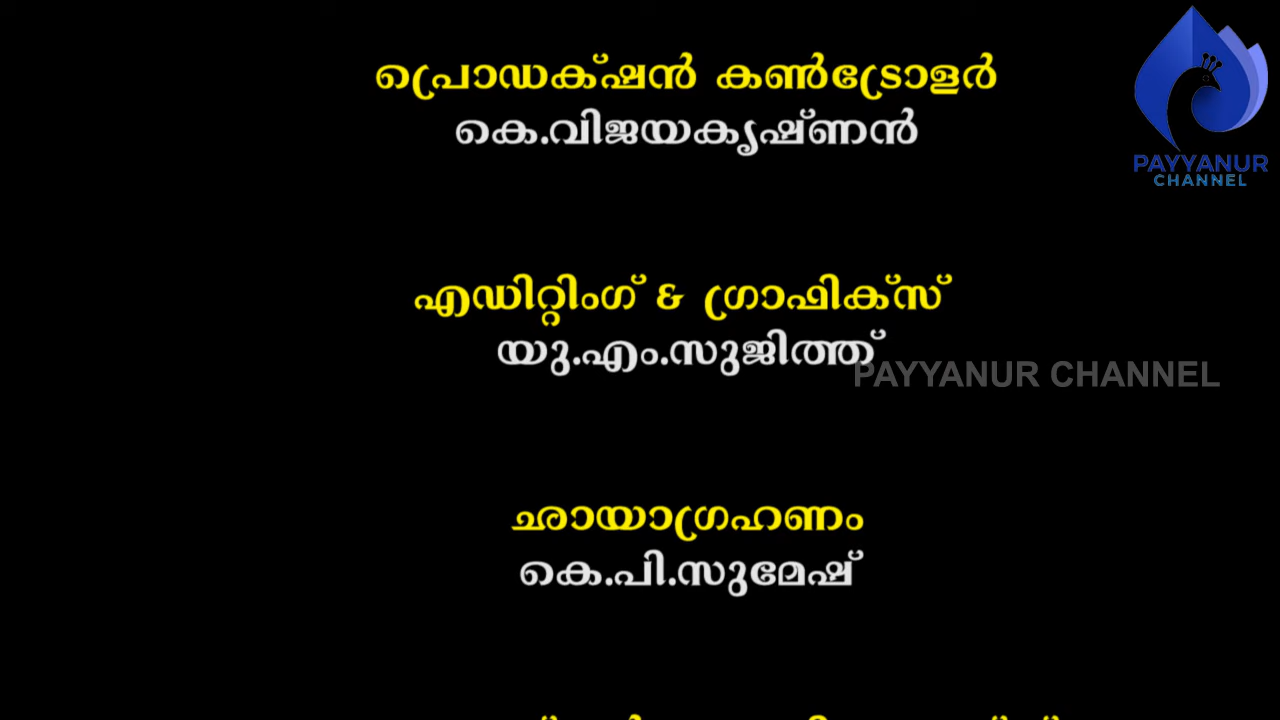 പ്രൊഡക്ഷൻ കൺട്രോളർ
കെ.വിജയകൃഷ്ണൻ
എഡിറ്റിംഗ് & ഗ്രാഫിക്സ്
യു.എം.സുജിത്ത്
ഛായാഗ്രഹണം
കെ.പി.സുമേഷ്
PAYYANUR
CHANNEL
PAYYANUR CHANNEL